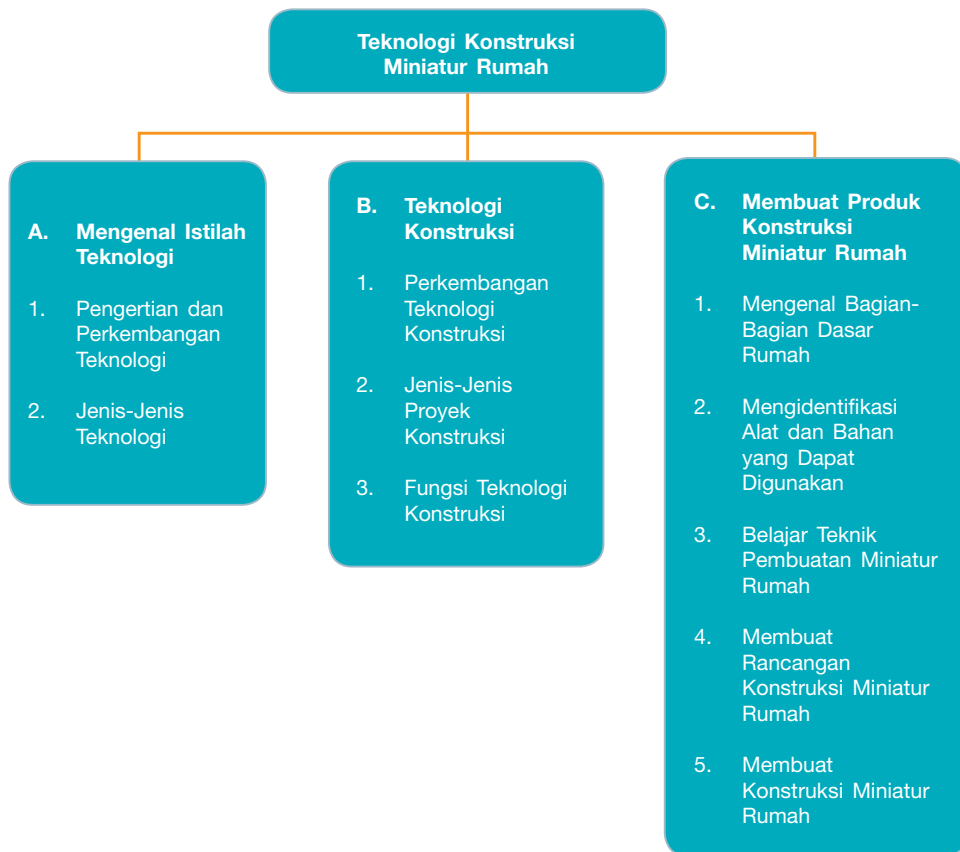 Teknologi Konstruksi
Miniatur Rumah
A. Mengenal Istilah
Teknologi
1. Pengertian dan
Perkembangan
Teknologi
2. Jenis-Jenis
Teknologi
B. Teknologi
Konstruksi
1. Perkembangan
Teknologi
Konstruksi
2. Jenis-Jenis
Proyek
Konstruksi
3. Fungsi Teknologi
Konstruksi
C. Membuat Produk
Konstruksi
Miniatur Rumah
1. Mengenal Bagian-
Bagian Dasar
Rumah
2. Mengidentifikasi
Alat dan Bahan
yang Dapat
Digunakan
3. Belajar Teknik
Pembuatan Miniatur
Rumah
4. Membuat
Rancangan
Konstruksi Miniatur
Rumah
5. Membuat
Konstruksi Miniatur
Rumah